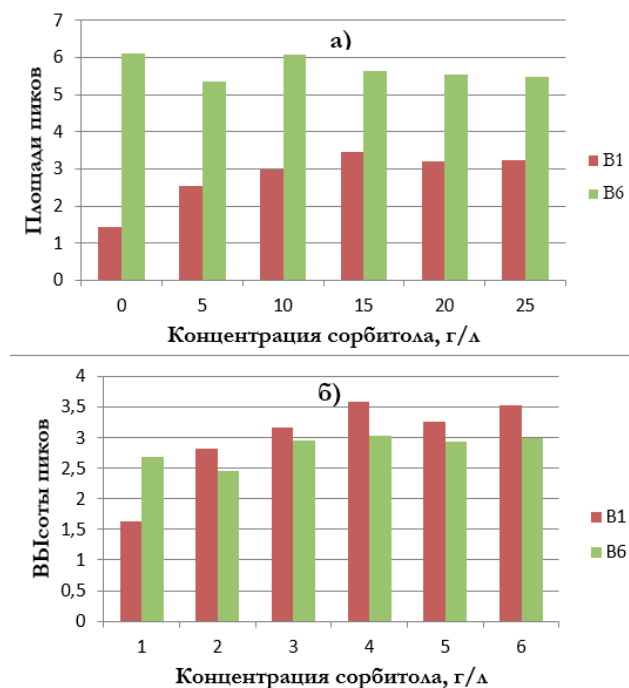 а)
7
6
5
4
3
2
1
0
Площади пиков
0 5 10 15 20 25
Концентрация сорбитола, г/л
B1
B6
б)
4
3,5
3
2,5
2
1,5
1
0,5
0
ВЫсоты пиков
1 2 3 4 5 6
Концентрация сорбитола, г/л
B1
B6